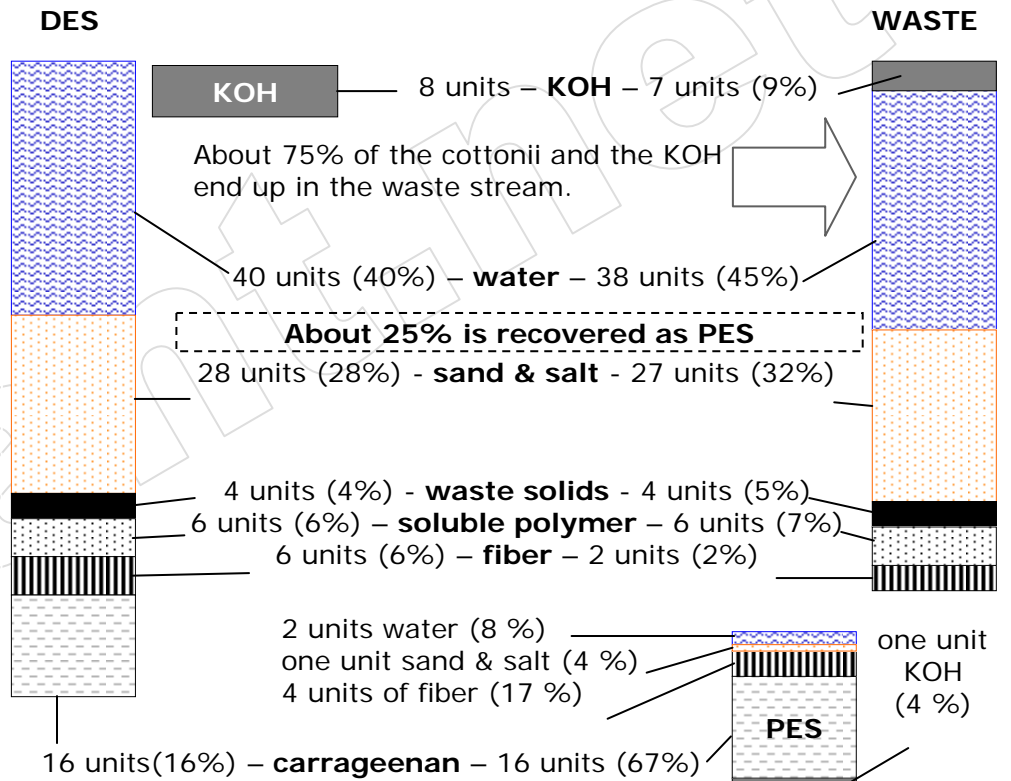 DES
WASTE
KOH
8 units – KOH – 7 units (9%)
About 75% of the cottonii and the KOH
end up in the waste stream.
40 units (40%) – water – 38 units (45%)
About 25% is recovered as PES
28 units (28%) - sand & salt - 27 units (32%)
4 units (4%) - waste solids - 4 units (5%)
6 units (6%) – soluble polymer – 6 units (7%)
6 units (6%) – fiber – 2 units (2%)
2 units water (8 %)
one unit sand & salt (4 %)
4 units of fiber (17 %)
one unit
KOH
(4 %)
PES
16 units(16%) – carrageenan – 16 units (67%)